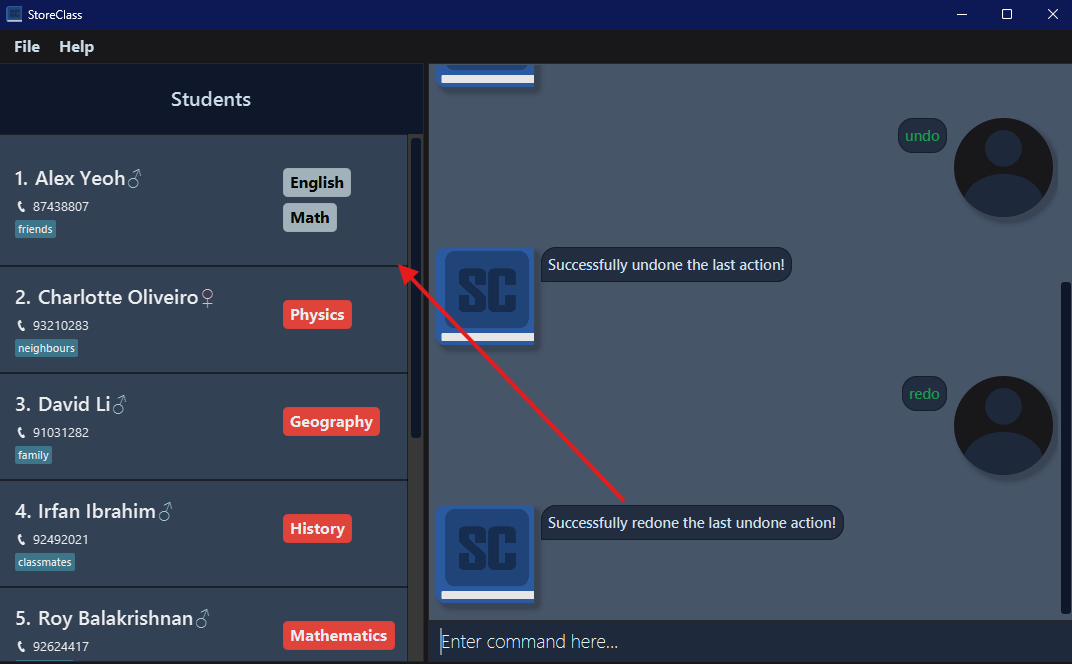 StoreClass
File Help
Students
1. Alex Yeoh♂
87438807
friends
English
Math
2. Charlotte Oliveiro♀
93210283
neighbours
Physics
3. David Li♂
91031282
family
Geography
4. Irfan Ibrahim♂
92492021
classmates
History
5. Roy Balakrishnan♂
92624417
Mathematics
undo
SC
Successfully undone the last action!
redo
SC
Successfully redone the last undone action!
Enter command here...